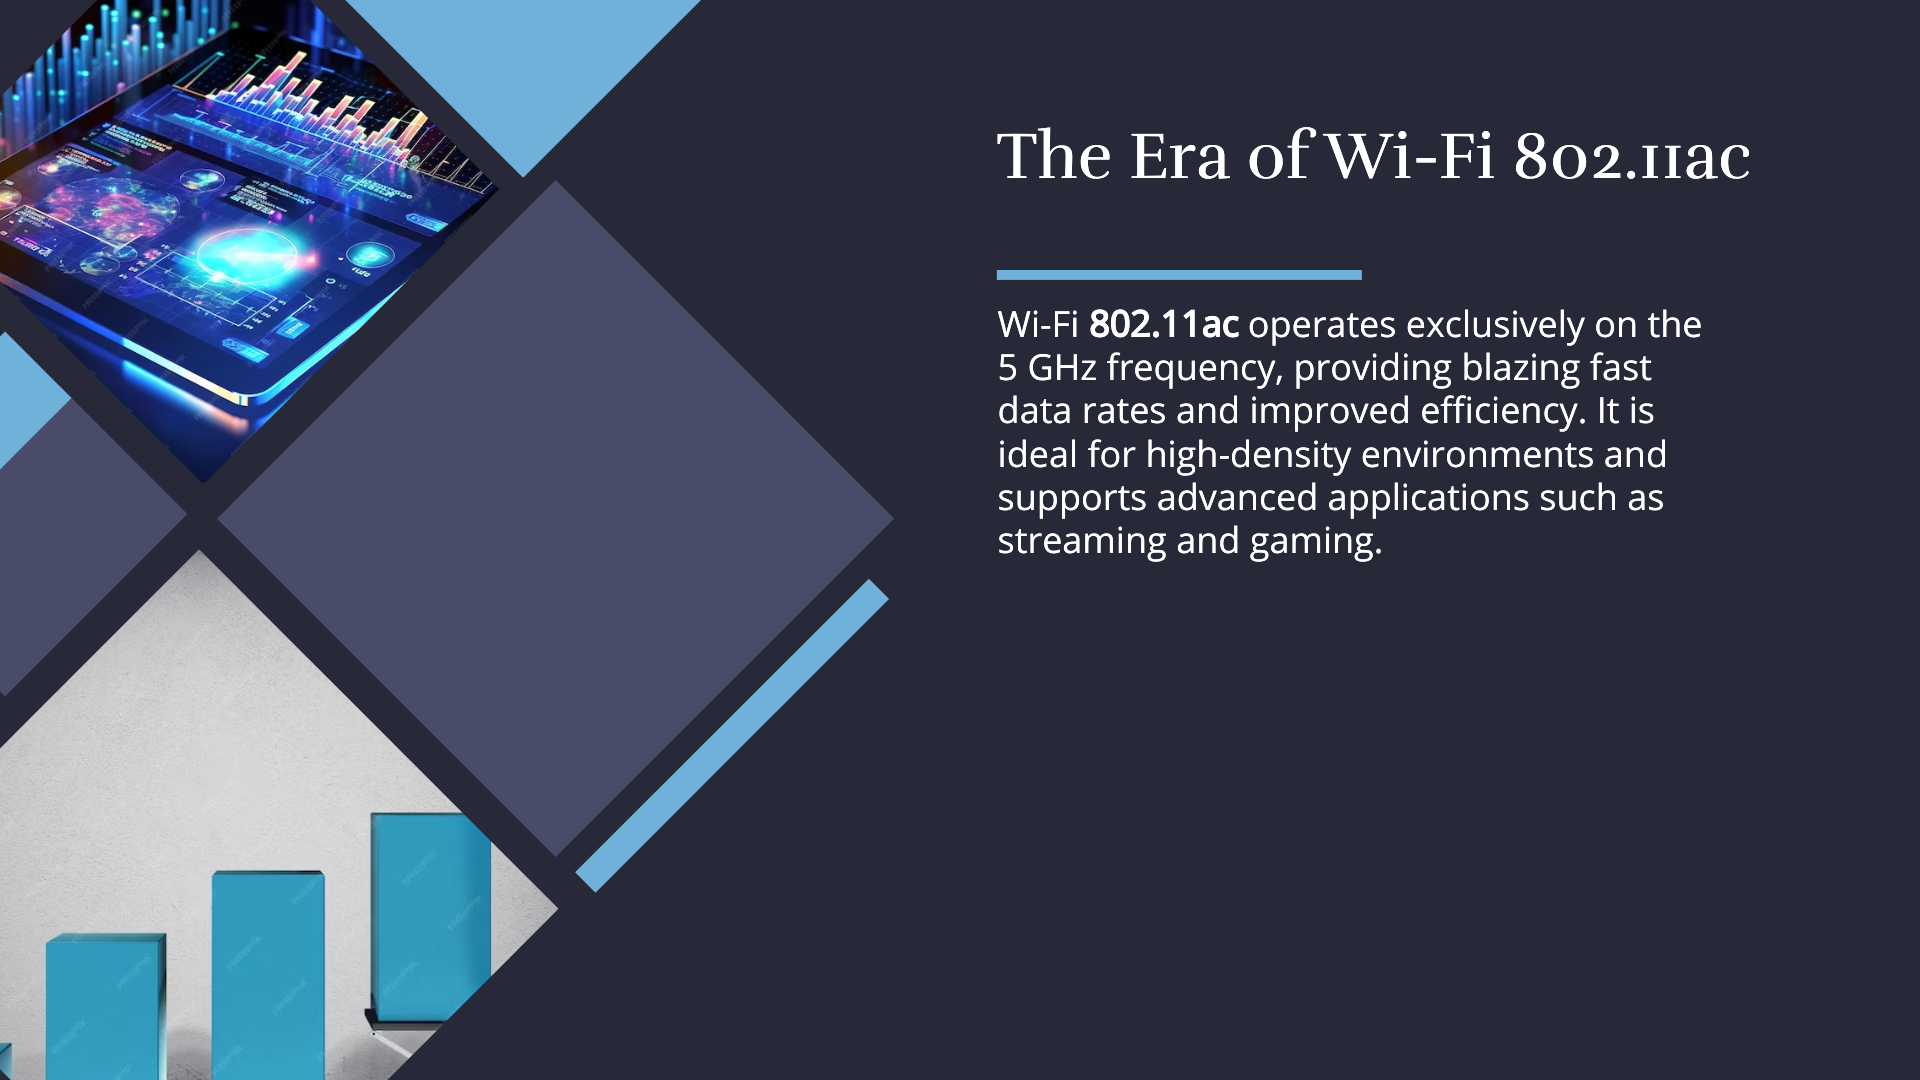 The Era of Wi-Fi 802.11ac
Wi-Fi 802.11ac operates exclusively on the
5 GHz frequency, providing blazing fast
data rates and improved efficiency. It is
ideal for high-density environments and
supports advanced applications such as
streaming and gaming.